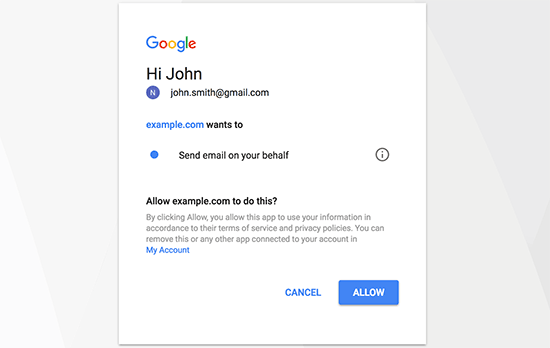 Google
Hi John
N john.smith@gmail.com
example.com wants to
Send email on your behalf
Allow example.com to do this?
By clicking Allow, you allow this app to use your information in
accordance to their terms of service and privacy policies. You can
remove this or any other app connected to your account in
My Account
CANCEL ALLOW